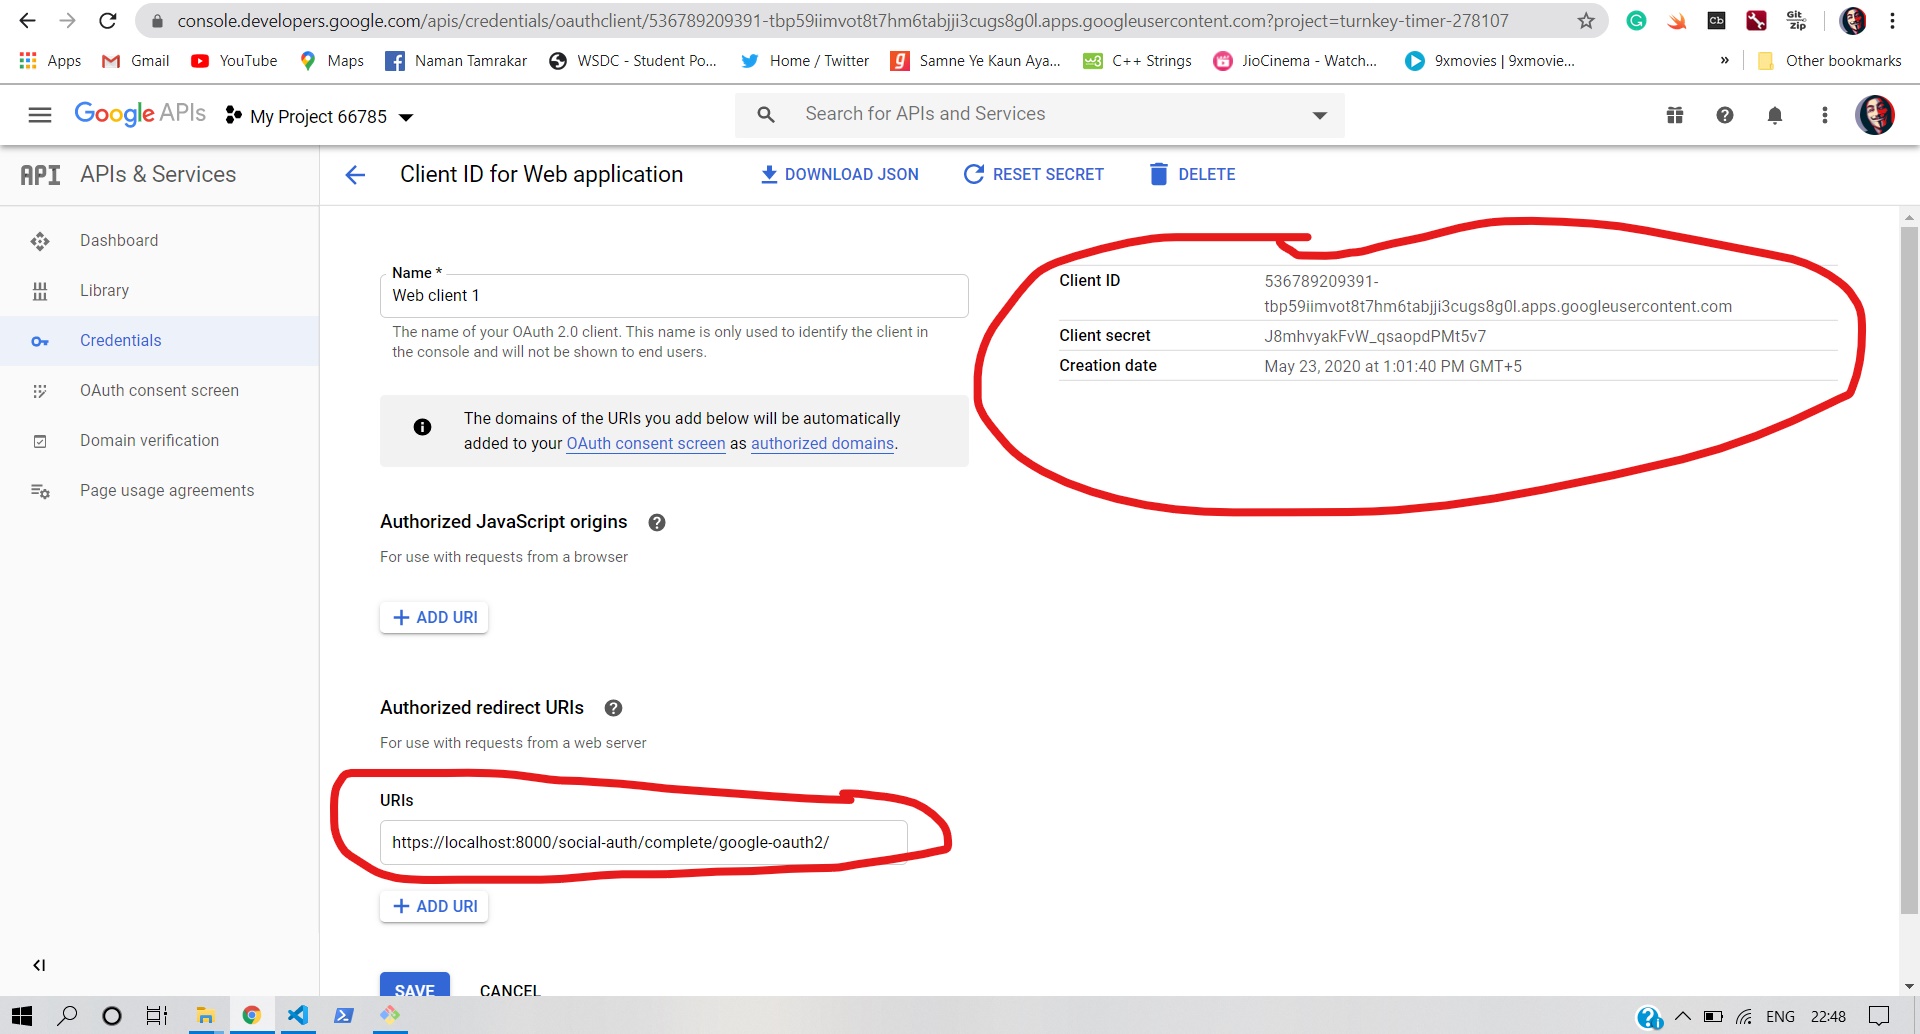 console.developers.google.com/apis/credentials/oauthclient/536789209391-tbp59iimvot8t7hm6tabjji3cugs8g0l.apps.googleusercontent.com?project=turnkey-timer-278107
Cb
Git Zip
Apps Gmail YouTube Maps Naman Tamrakar WSDC - Student Po... Home / Twitter Samne Ye Kaun Aya... C++ Strings JioCinema - Watch... 9xmovies | 9xmovie... » Other bookmarks
Google APIs My Project 66785 Search for APIs and Services
API APIs & Services Client ID for Web application DOWNLOAD JSON RESET SECRET DELETE
Dashboard
Library
Credentials
OAuth consent screen
Domain verification
Page usage agreements
Name *
Web client 1
The name of your OAuth 2.0 client. This name is only used to identify the client in
the console and will not be shown to end users.
The domains of the URIs you add below will be automatically
added to your OAuth consent screen as authorized domains.
Client ID 536789209391-
tbp59iimvot8t7hm6tabjji3cugs8g0l.apps.googleusercontent.com
Client secret J8mhvyakFvW_qsaopdPMt5v7
Creation date May 23, 2020 at 1:01:40 PM GMT+5
Authorized JavaScript origins
For use with requests from a browser
ADD URI
Authorized redirect URIs
For use with requests from a web server
URIs
https://localhost:8000/social-auth/complete/google-oauth2/
ADD URI
SAVE CANCEL
ENG 22:48